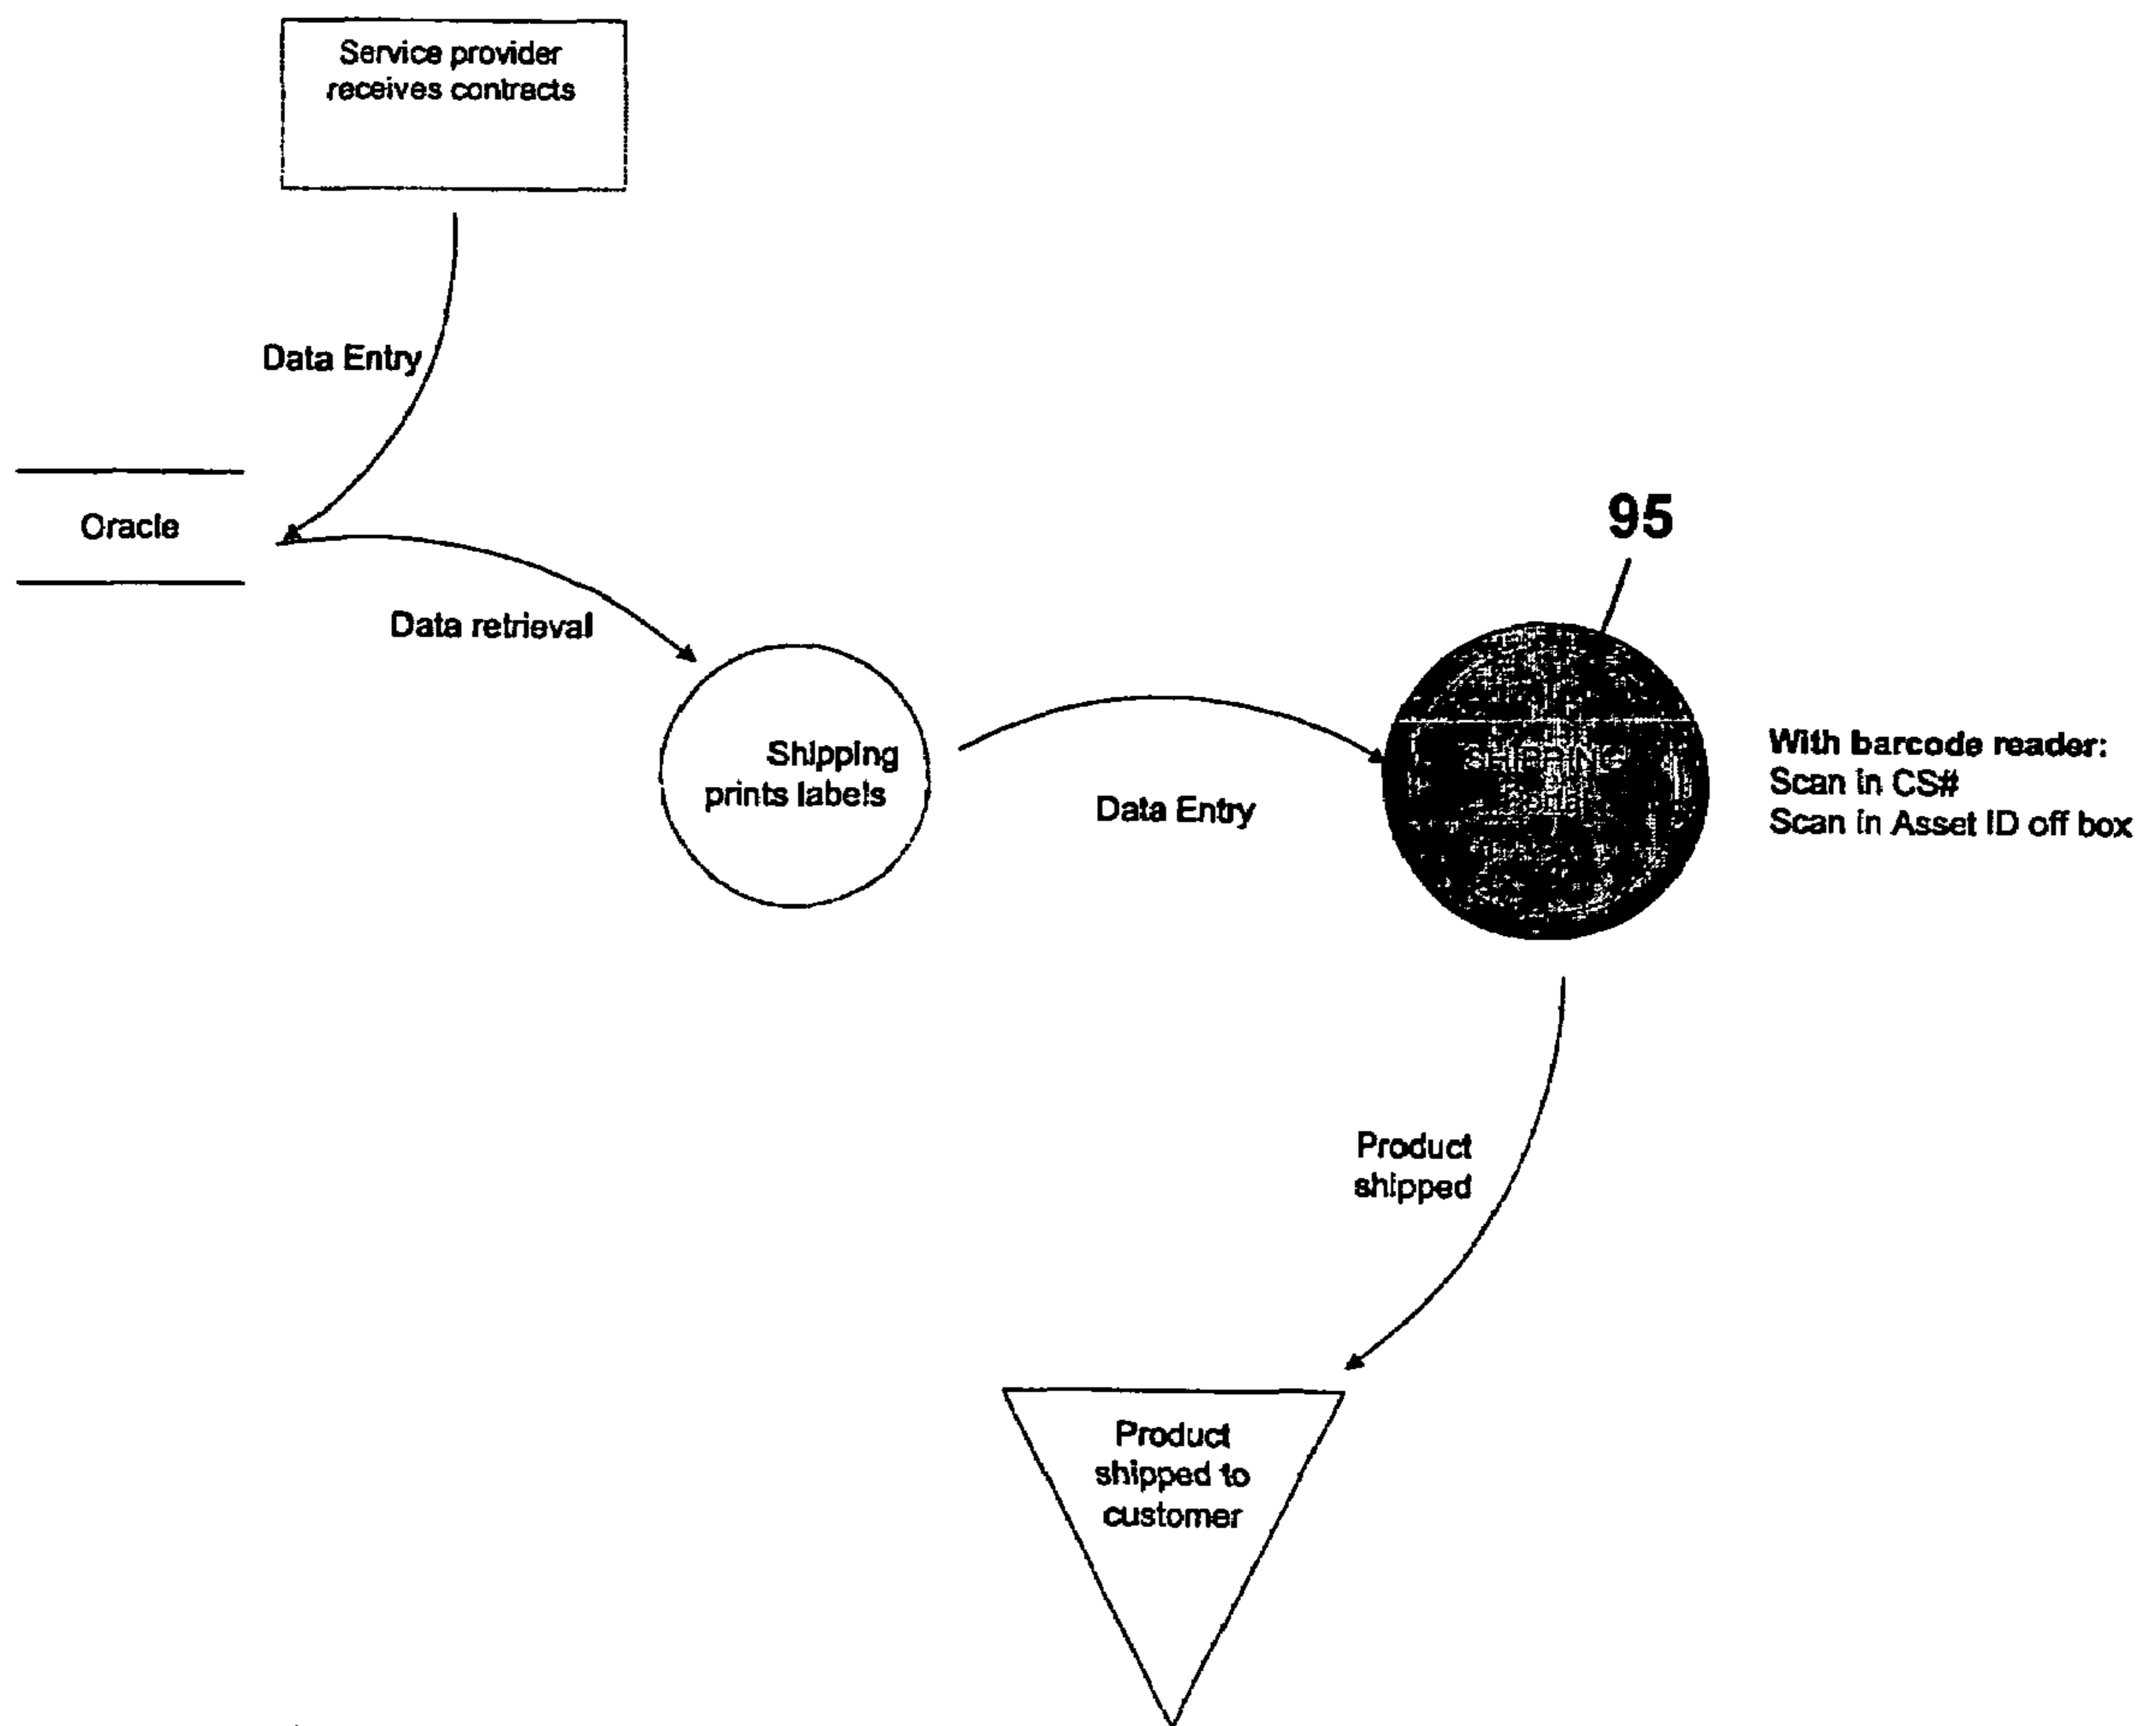 Service provider
receives contracts
Data Entry
Oracle
Data retrieval
Shipping
prints labels
Data Entry
95
SHIPPING
With barcode reader:
Scan in CS#
Scan in Asset ID off box
Product
shipped
Product
shipped to
customer